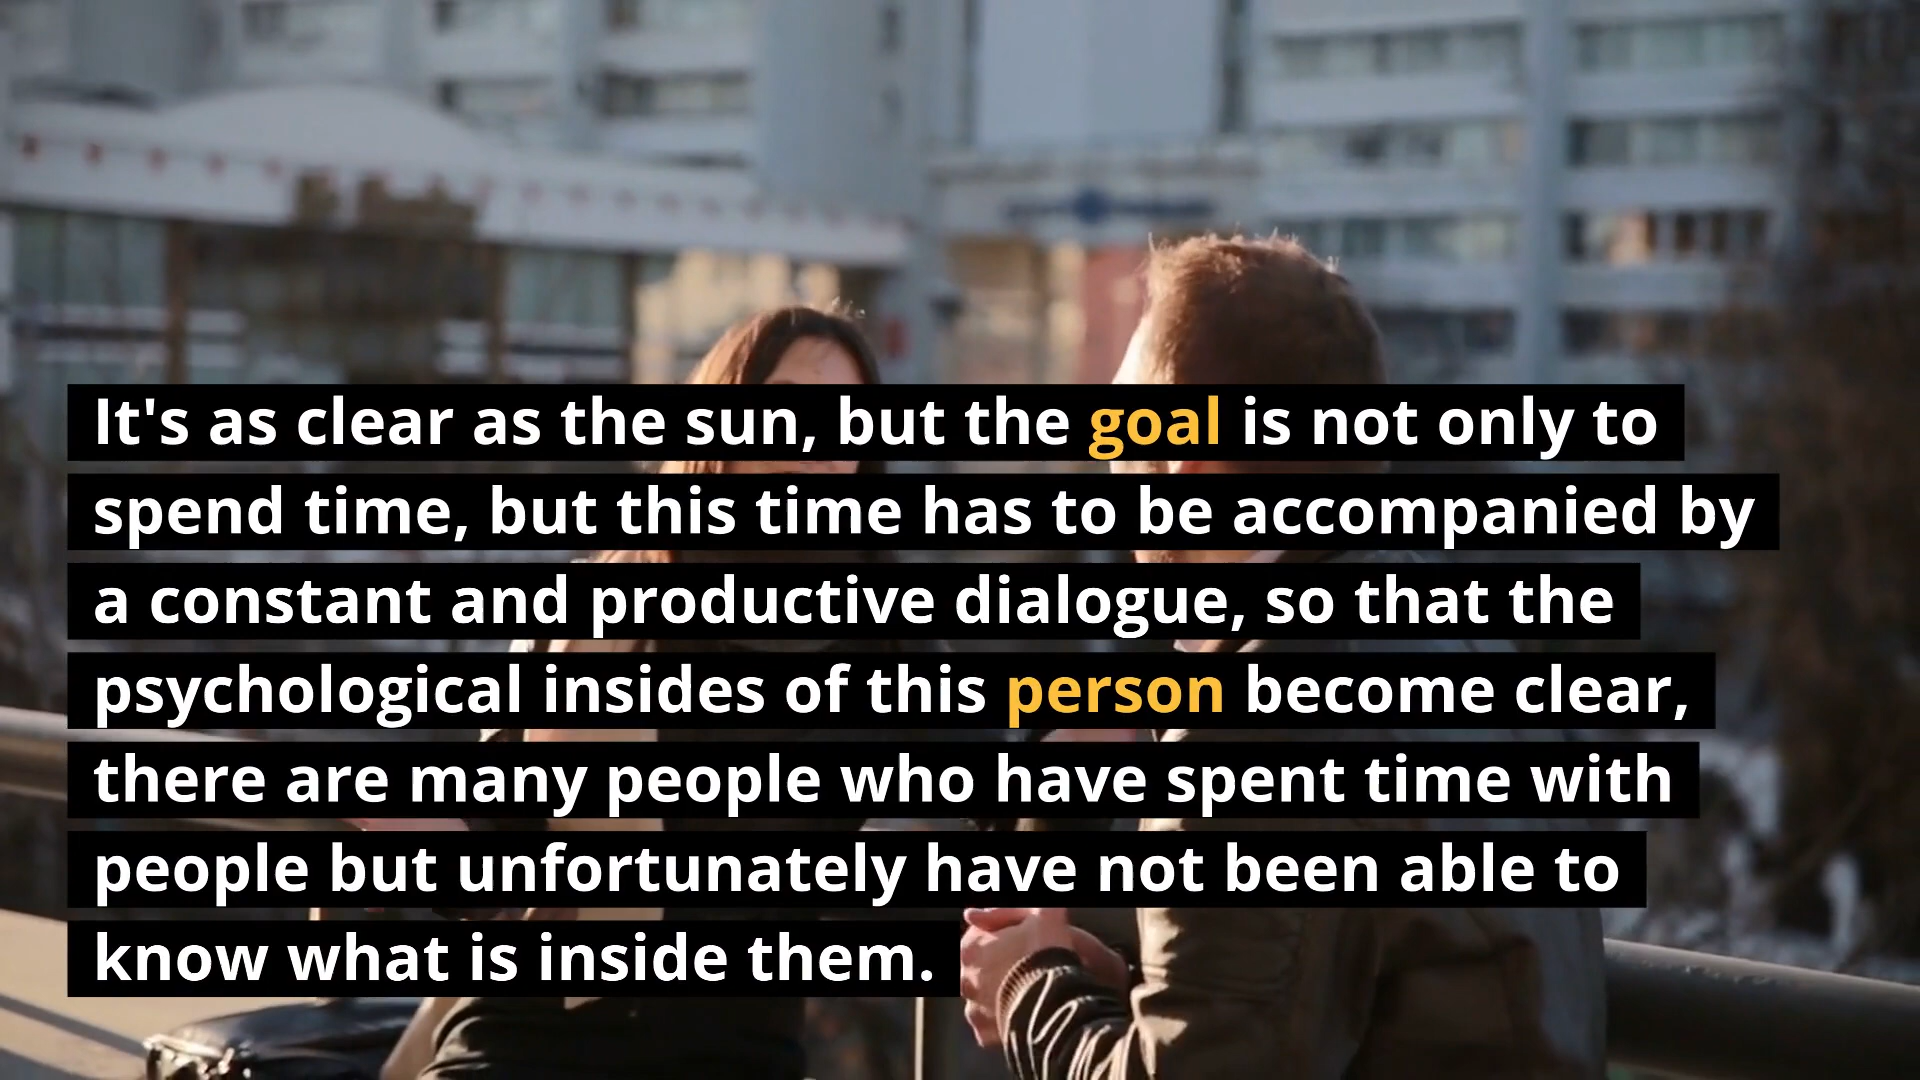 It's as clear as the sun, but the goal is not only to
spend time, but this time has to be accompanied by
a constant and productive dialogue, so that the
psychological insides of this person become clear,
there are many people who have spent time with
people but unfortunately have not been able to
know what is inside them.